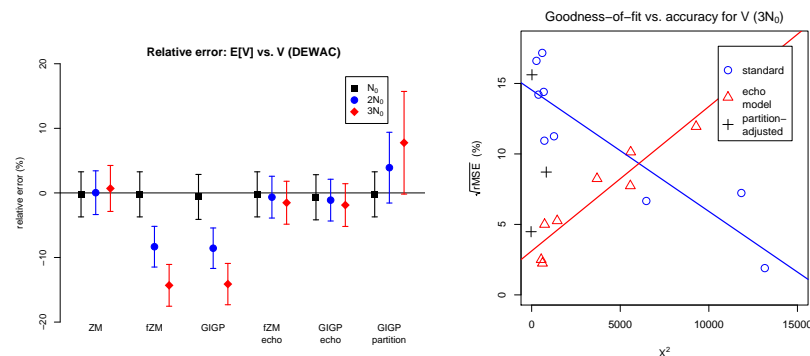 Relative error: E[V] vs. V (DEWAC)
relative error (%)
20
10
0
−10
−20
N₀
2N₀
3N₀
ZM
fZM
GIGP
fZM
echo
GIGP
echo
GIGP
partition
Goodness−of−fit vs. accuracy for V (3N₀)
√rMSE (%)
15
10
5
0
standard
echo
model
partition−
adjusted
0
5000
10000
15000
X²